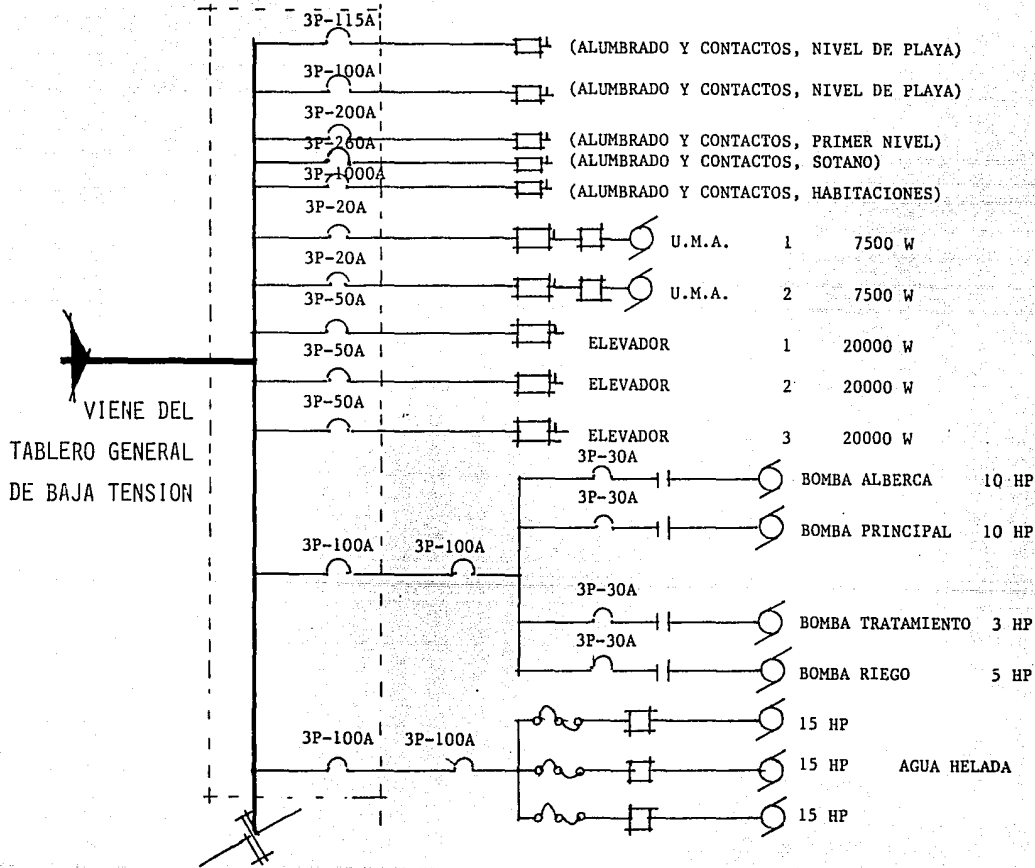 3P-115A
(ALUMBRADO Y CONTACTOS, NIVEL DE PLAYA)
3P-100A
(ALUMBRADO Y CONTACTOS, NIVEL DE PLAYA)
3P-200A
(ALUMBRADO Y CONTACTOS, PRIMER NIVEL)
3P-260A
(ALUMBRADO Y CONTACTOS, SOTANO)
3P-1000A
(ALUMBRADO Y CONTACTOS, HABITACIONES)
3P-20A
U.M.A. 1 7500 W
3P-20A
U.M.A. 2 7500 W
3P-50A
ELEVADOR 1 20000 W
3P-50A
ELEVADOR 2 20000 W
3P-50A
ELEVADOR 3 20000 W
VIENE DEL
TABLERO GENERAL
DE BAJA TENSION
3P-30A
BOMBA ALBERCA 10 HP
3P-30A
BOMBA PRINCIPAL 10 HP
3P-100A 3P-100A
3P-30A
BOMBA TRATAMIENTO 3 HP
3P-30A
BOMBA RIEGO 5 HP
15 HP
3P-100A 3P-100A
15 HP AGUA HELADA
15 HP